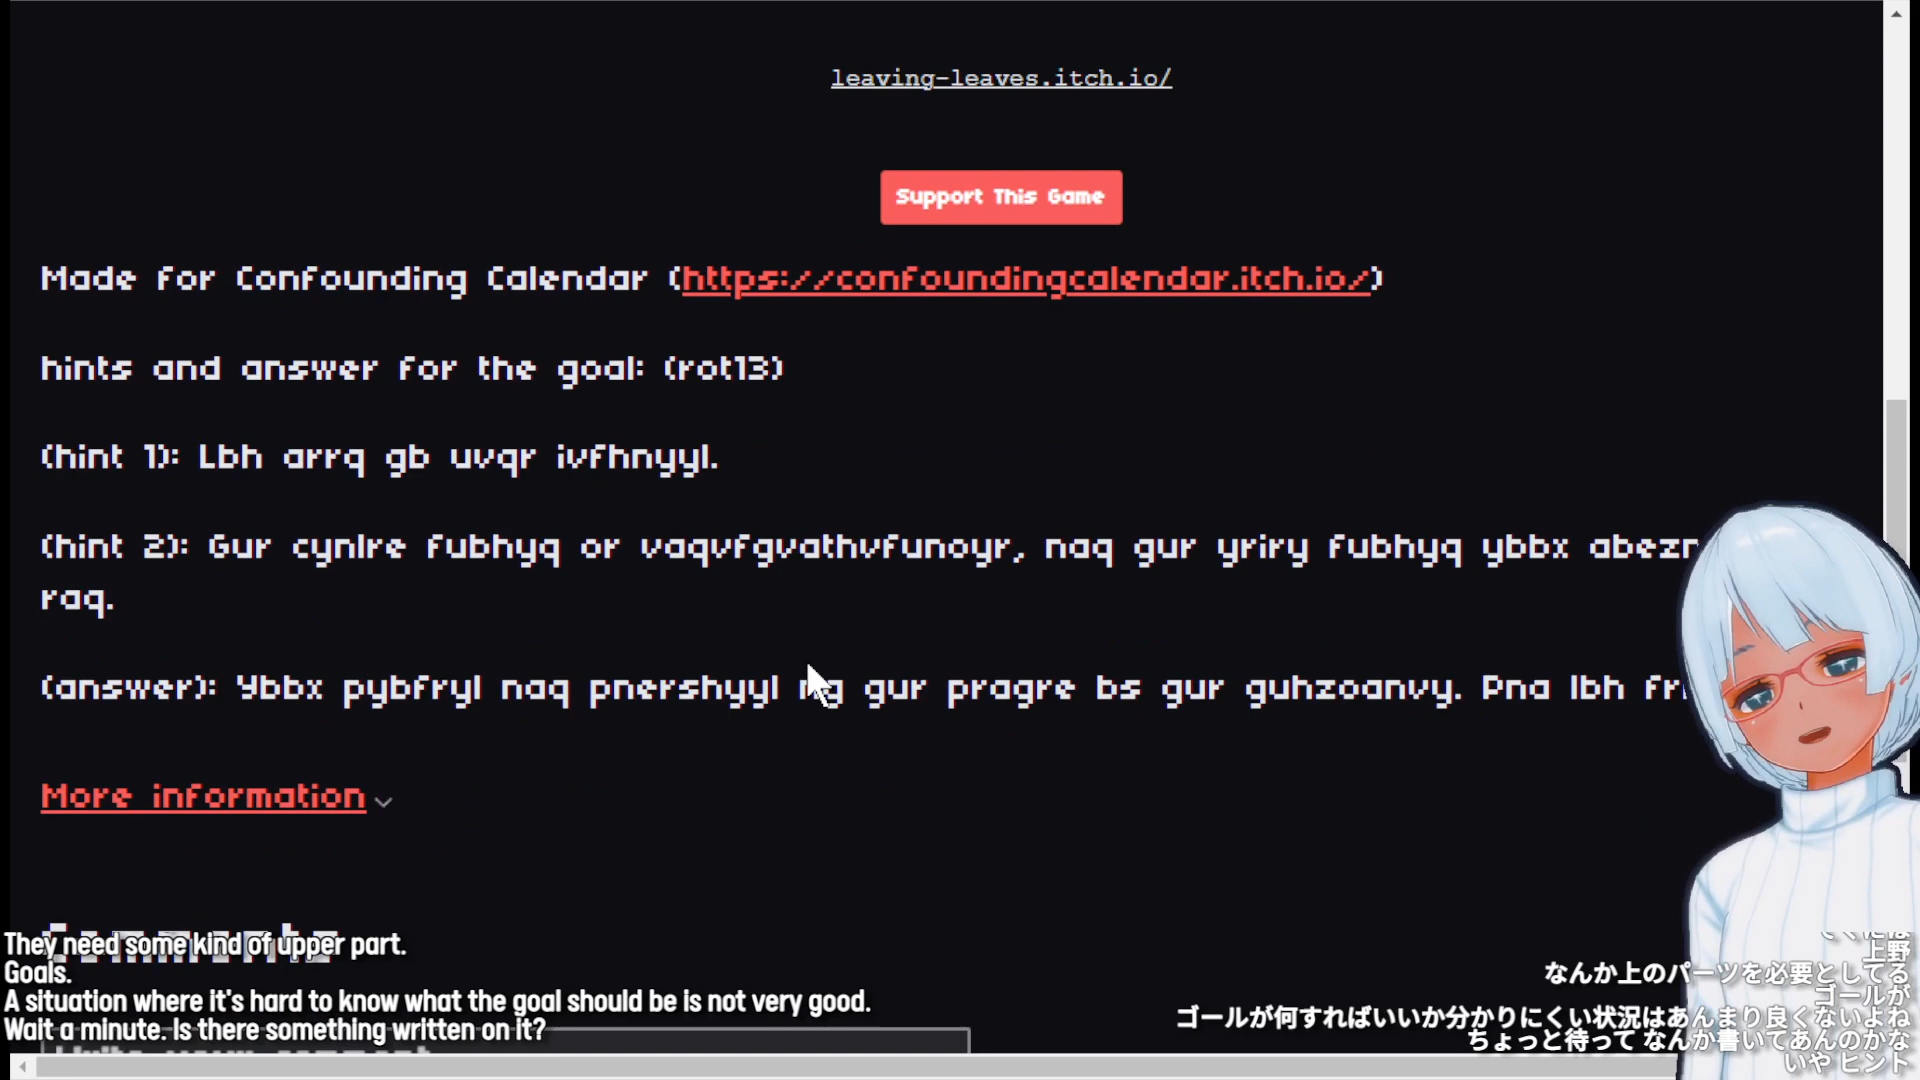 leaving-leaves.itch.io/
Support This Game
Made for Confounding Calendar (https://confoundingcalendar.itch.io/)
hints and answer for the goal: (rot13)
(hint 1): Lbh arrq gb uvqr ivfhnyyl.
(hint 2): Gur cynlre fubhyq or vaqvfgvathvfunoyr, naq gur yriry fubhyq ybbx
raq.
(answer): Ybbx pybfryl naq pnershyyl gur pragre bs gur guhzoanvy. Pna lbh
More information
Comments
They need some kind of upper part.
Goals.
A situation where it's hard to know what the goal should be is not very good.
Wait a minute. Is there something written on it?
上野
なんか上のパーツを必要としてる
ゴールが
ゴールが何すればいいか分かりにくい状況はあんまり良くないよね
ちょっと待って なんか書いてあんのかな
いや ヒント